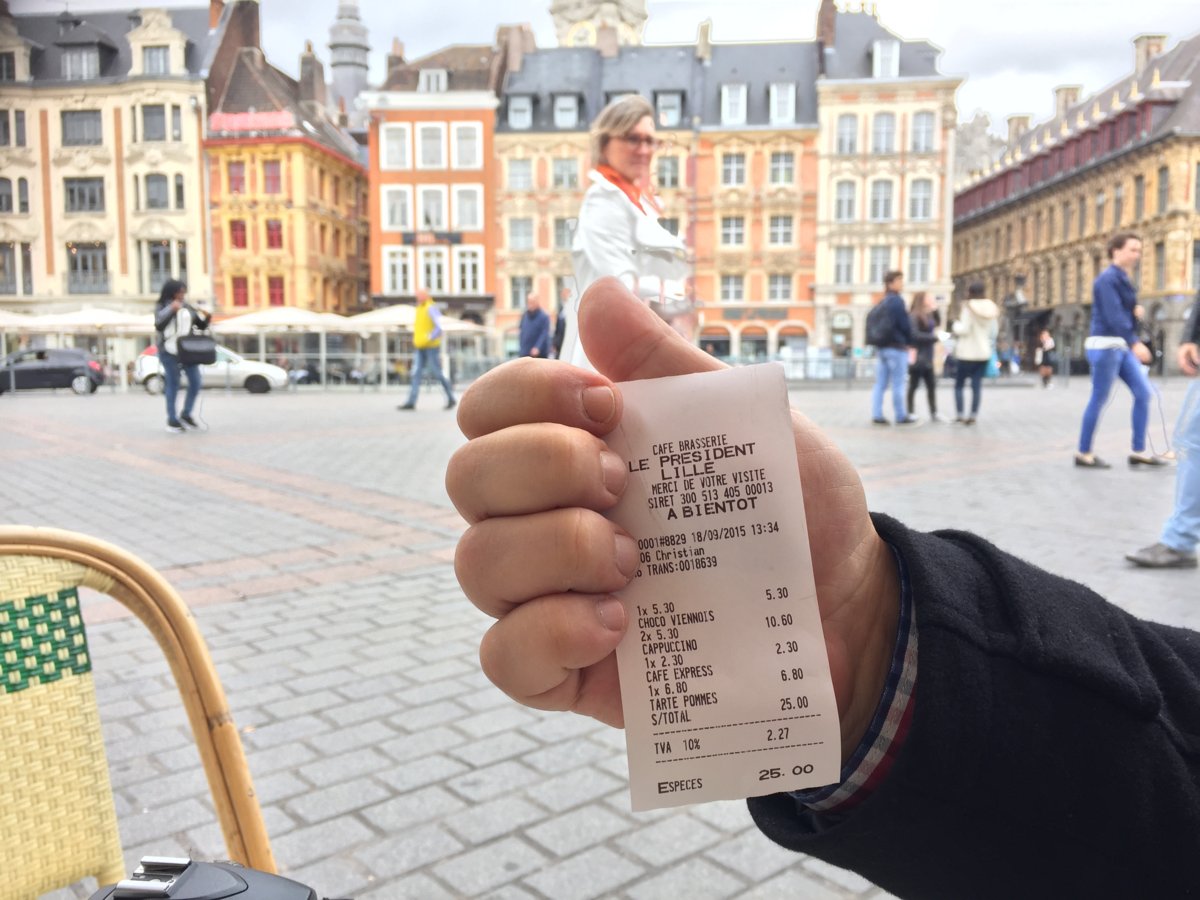 CAFE BRASSERIE
LE PRESIDENT
LILLE
MERCI DE VOTRE VISITE
SIRET 300 513 405 00013
A BIENTOT
0001#8829 18/09/2015 13:34
06 Christian
TRANS:0018639
1x 5.30 5.30
CHOCO VIENNOIS
2x 5.30 10.60
CAPPUCCINO
1x 2.30 2.30
CAFE EXPRESS
1x 6.80 6.80
TARTE POMMES
S/TOTAL 25.00
TVA 10% 2.27
ESPECES 25.00